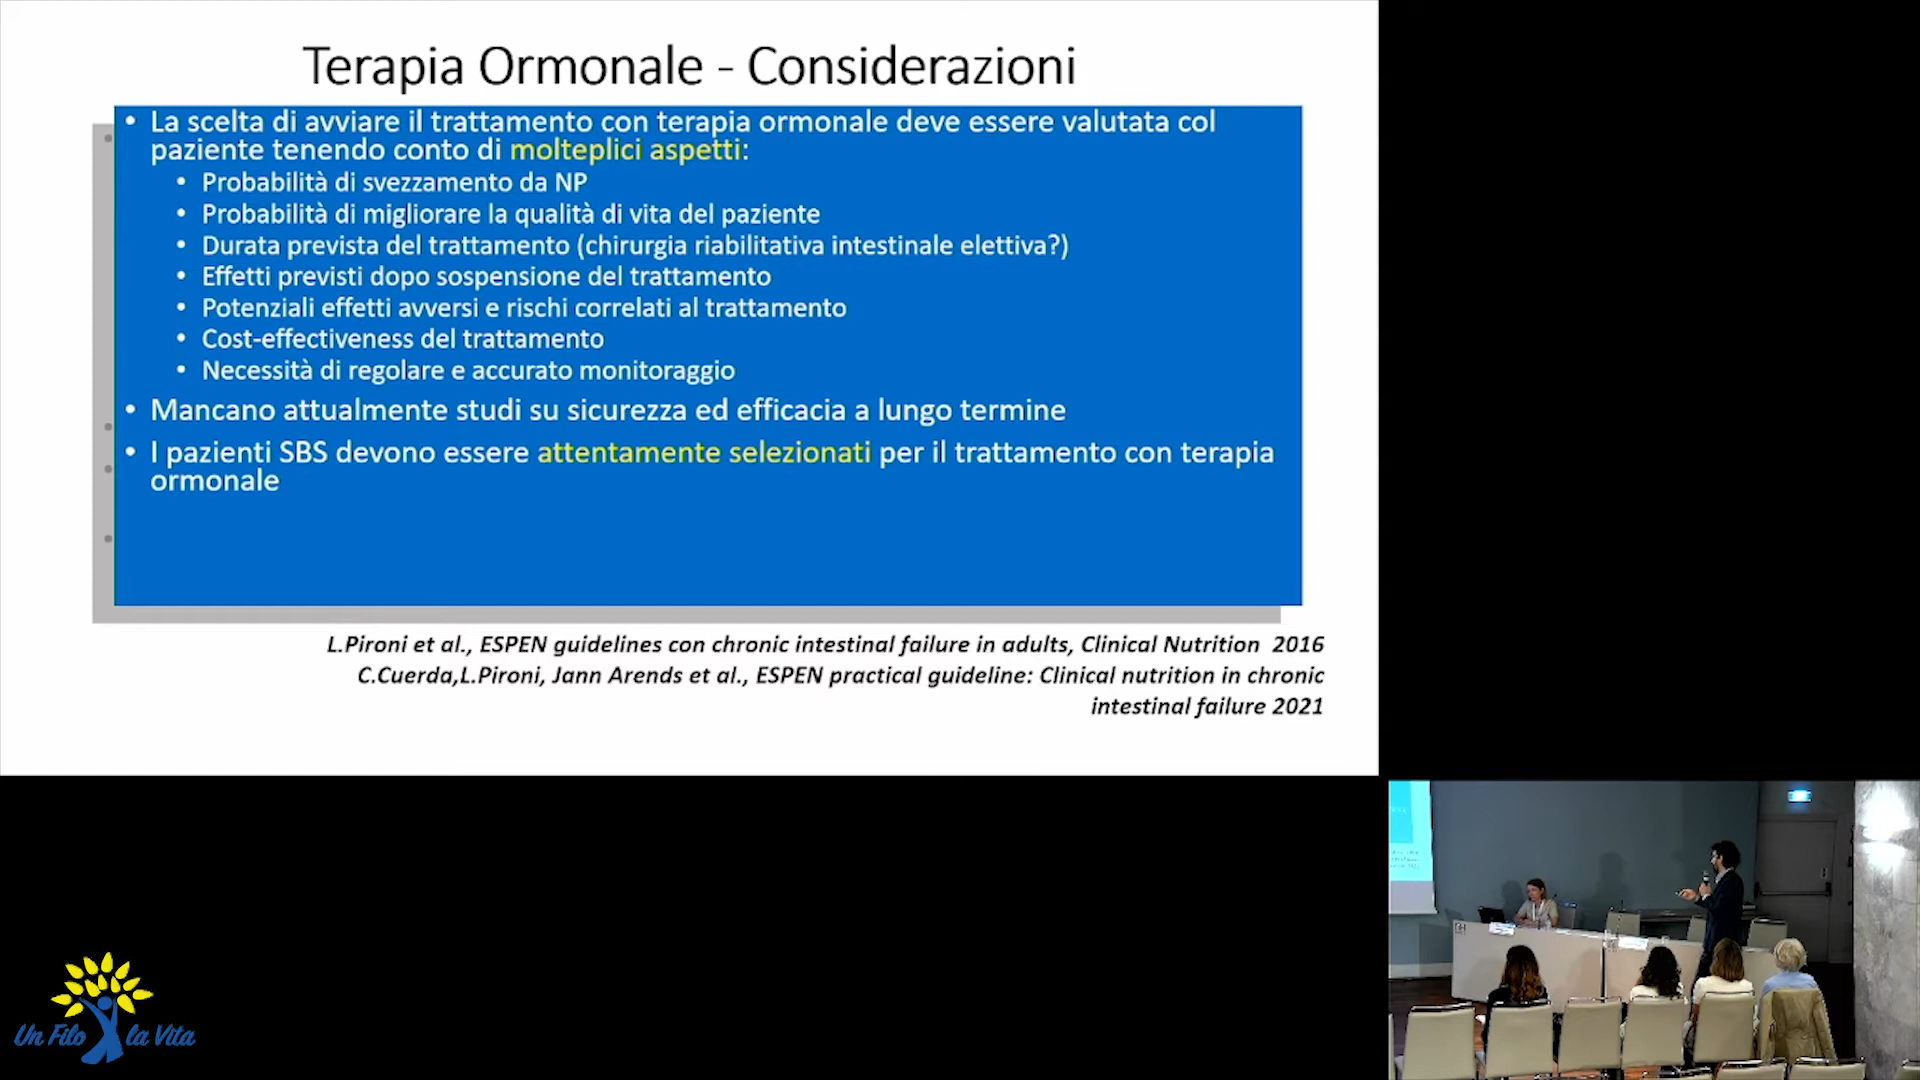 Terapia Ormonale - Considerazioni
• La scelta di avviare il trattamento con terapia ormonale deve essere valutata col
paziente tenendo conto di molteplici aspetti:
• Probabilità di svezzamento da NP
• Probabilità di migliorare la qualità di vita del paziente
• Durata prevista del trattamento (chirurgia riabilitativa intestinale elettiva?)
• Effetti previsti dopo sospensione del trattamento
• Potenziali effetti avversi e rischi correlati al trattamento
• Cost-effectiveness del trattamento
• Necessità di regolare e accurato monitoraggio
• Mancano attualmente studi su sicurezza ed efficacia a lungo termine
• I pazienti SBS devono essere attentamente selezionati per il trattamento con terapia
ormonale
L.Pironi et al., ESPEN guidelines con chronic intestinal failure in adults, Clinical Nutrition 2016
C.Cuerda,L.Pironi, Jann Arends et al., ESPEN practical guideline: Clinical nutrition in chronic
intestinal failure 2021
Un Filo la Vita